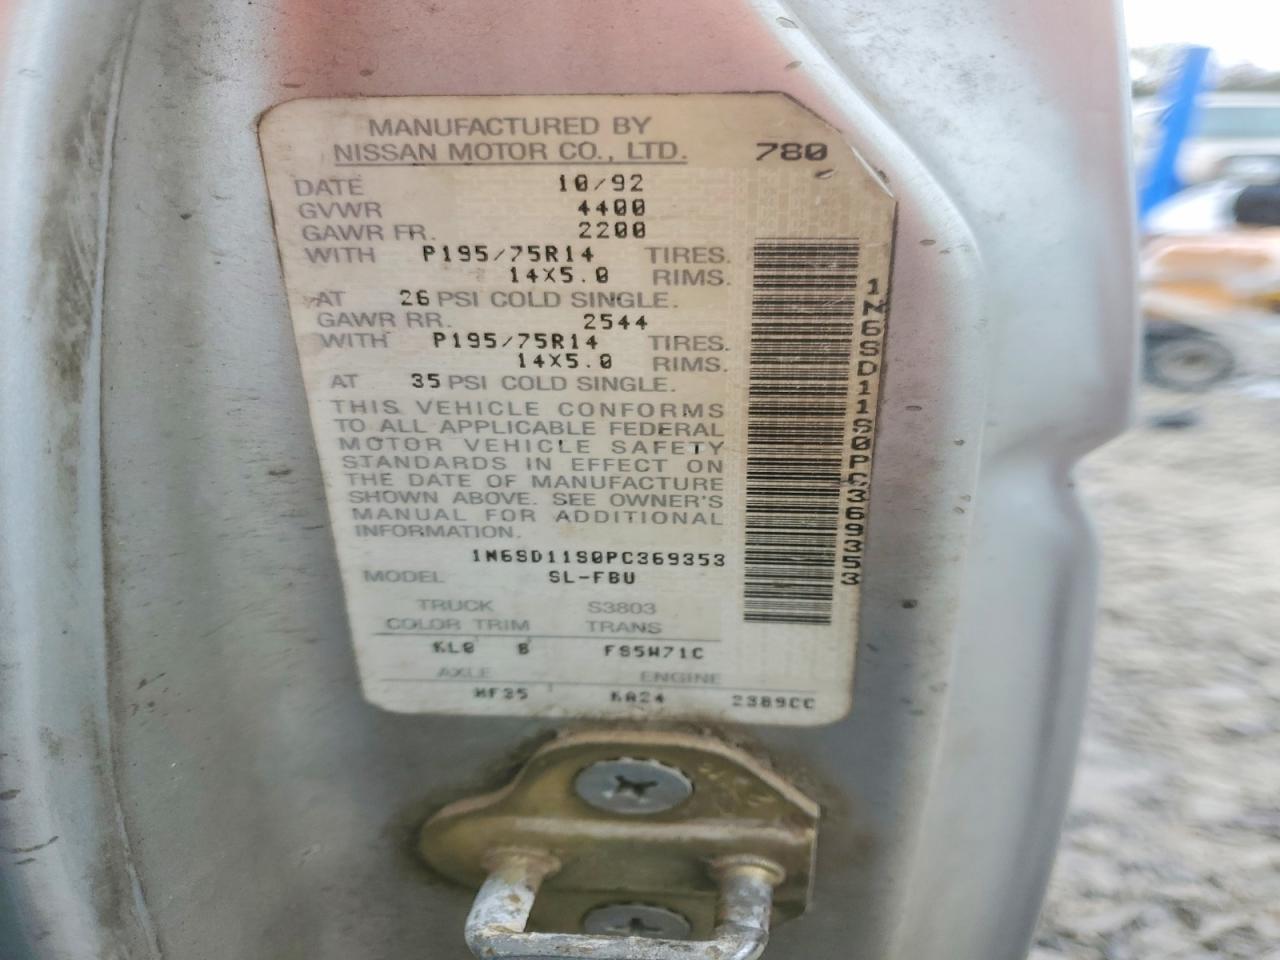 MANUFACTURED BY
NISSAN MOTOR CO., LTD. 780
DATE 10/92
GVWR 4400
GAWR FR. 2200
WITH P195/75R14 TIRES.
14X5.0 RIMS.
AT 26 PSI COLD SINGLE.
GAWR RR. 2544
WITH P195/75R14 TIRES.
14X5.0 RIMS.
AT 35 PSI COLD SINGLE.
THIS VEHICLE CONFORMS
TO ALL APPLICABLE FEDERAL
MOTOR VEHICLE SAFETY
STANDARDS IN EFFECT ON
THE DATE OF MANUFACTURE
SHOWN ABOVE. SEE OWNER'S
MANUAL FOR ADDITIONAL
INFORMATION.
1N6SD11S0PC369353
MODEL SL-FBU
TRUCK S3803
COLOR TRIM TRANS
KL0 B FS5W71C
AXLE ENGINE
HF35 KA24 2389CC
1N6SD11S0PC369353